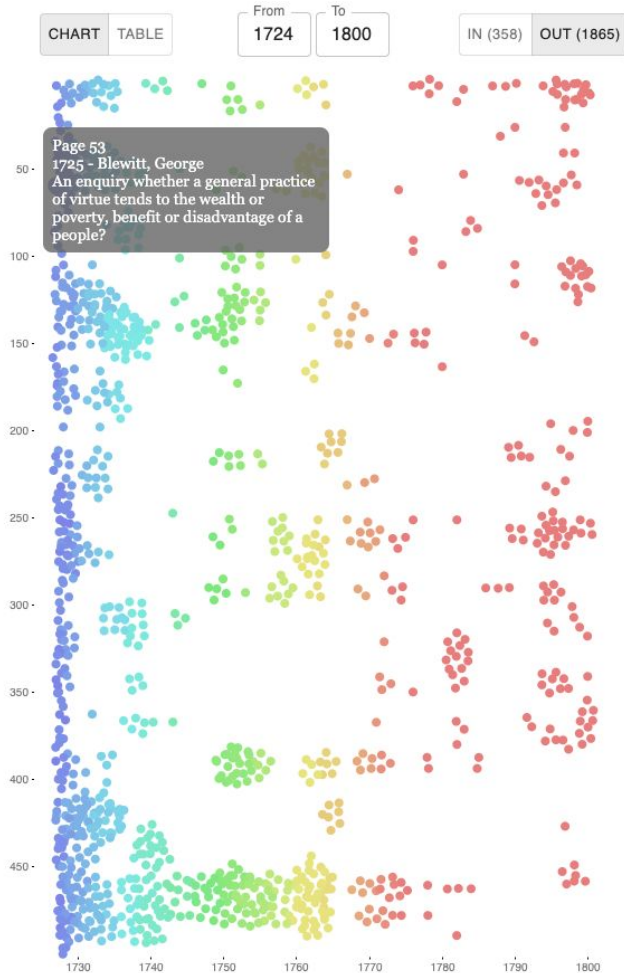 From To
CHART TABLE 1724 1800 IN (358) OUT (1865)
Page 53
1725 - Blewitt, George
An enquiry whether a general practice
of virtue tends to the wealth or
poverty, benefit or disadvantage of a
people?
50
100
150
200
250
300
350
400
450
1730 1740 1750 1760 1770 1780 1790 1800